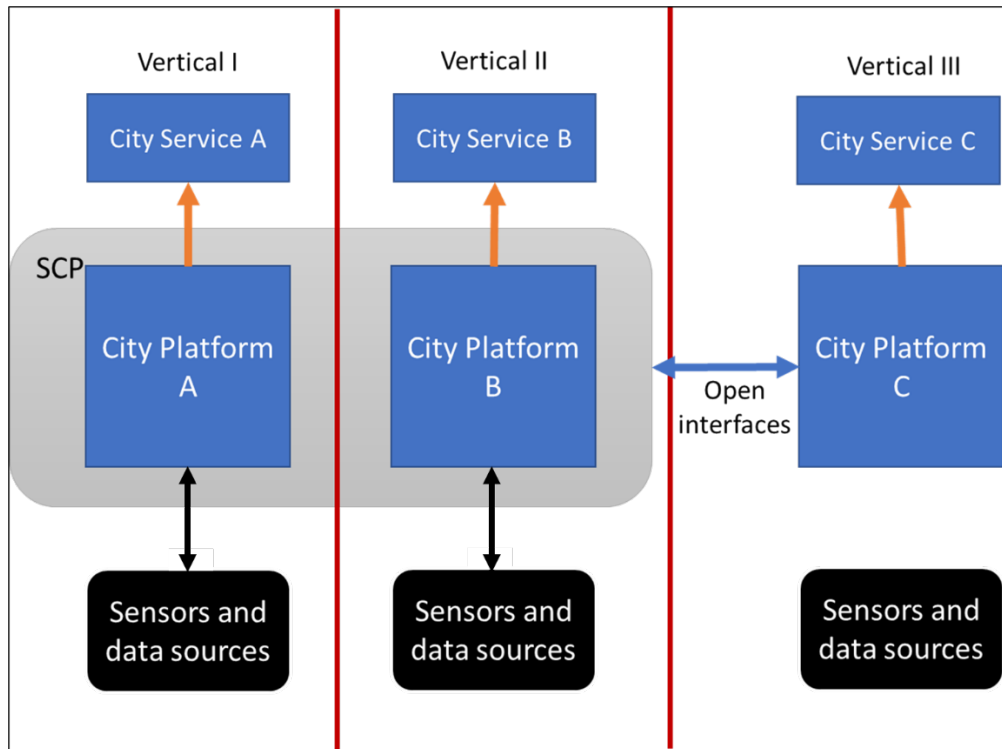 Vertical I
City Service A
SCP
City Platform
A
Sensors and
data sources
Vertical II
City Service B
City Platform
B
Sensors and
data sources
Open
interfaces
Vertical III
City Service C
City Platform
C
Sensors and
data sources